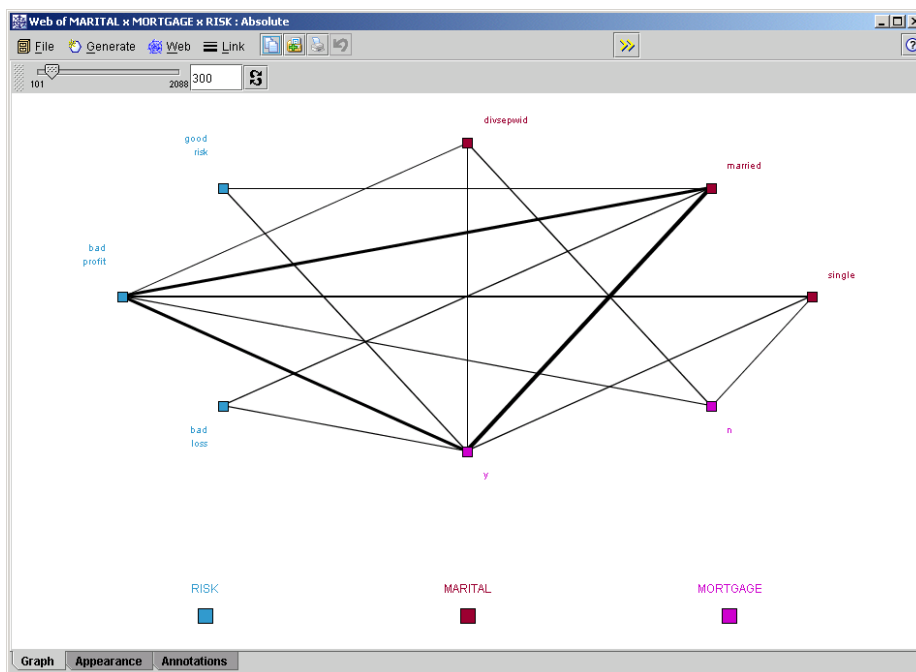 Web of MARITAL x MORTGAGE x RISK : Absolute
File Generate Web Link
101 2088 300
divsepwid
good
risk
married
bad
profit
single
bad
loss
n
y
RISK MARITAL MORTGAGE
Graph Appearance Annotations